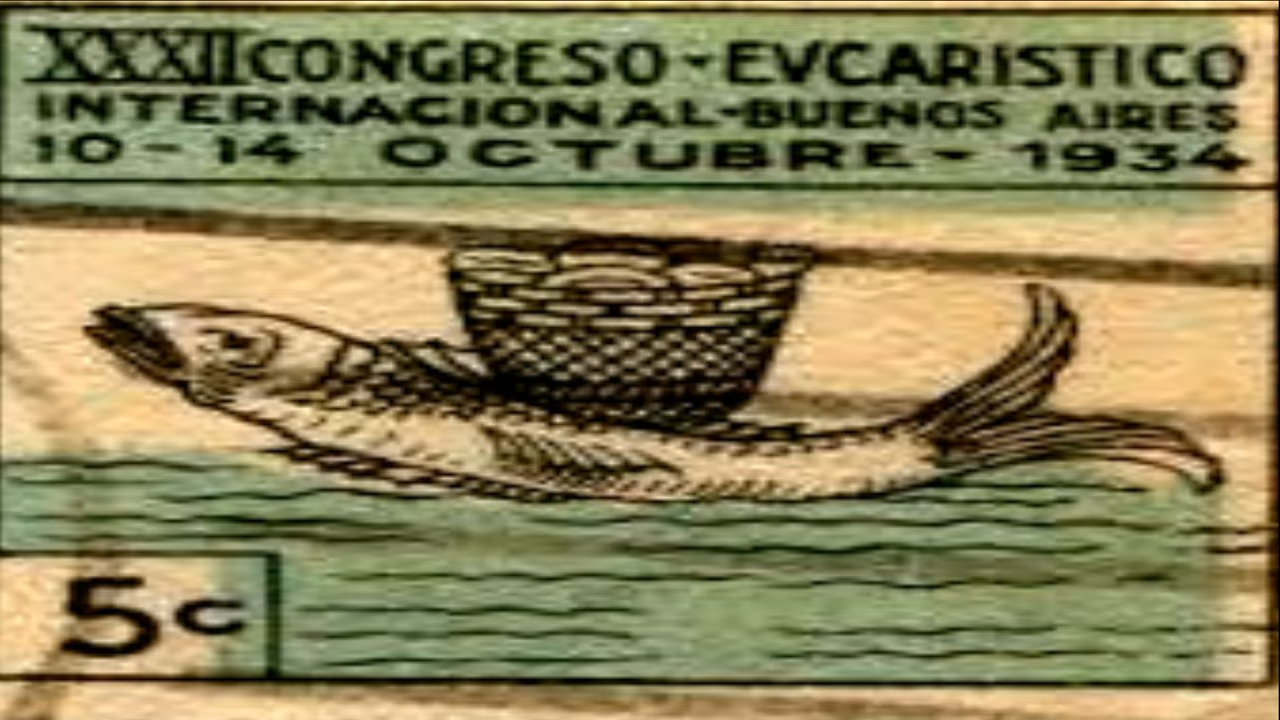 XXXII CONGRESO - EVCARISTICO
INTERNACIONAL-BUENOS AIRES
10 - 14 OCTUBRE - 1934
5c